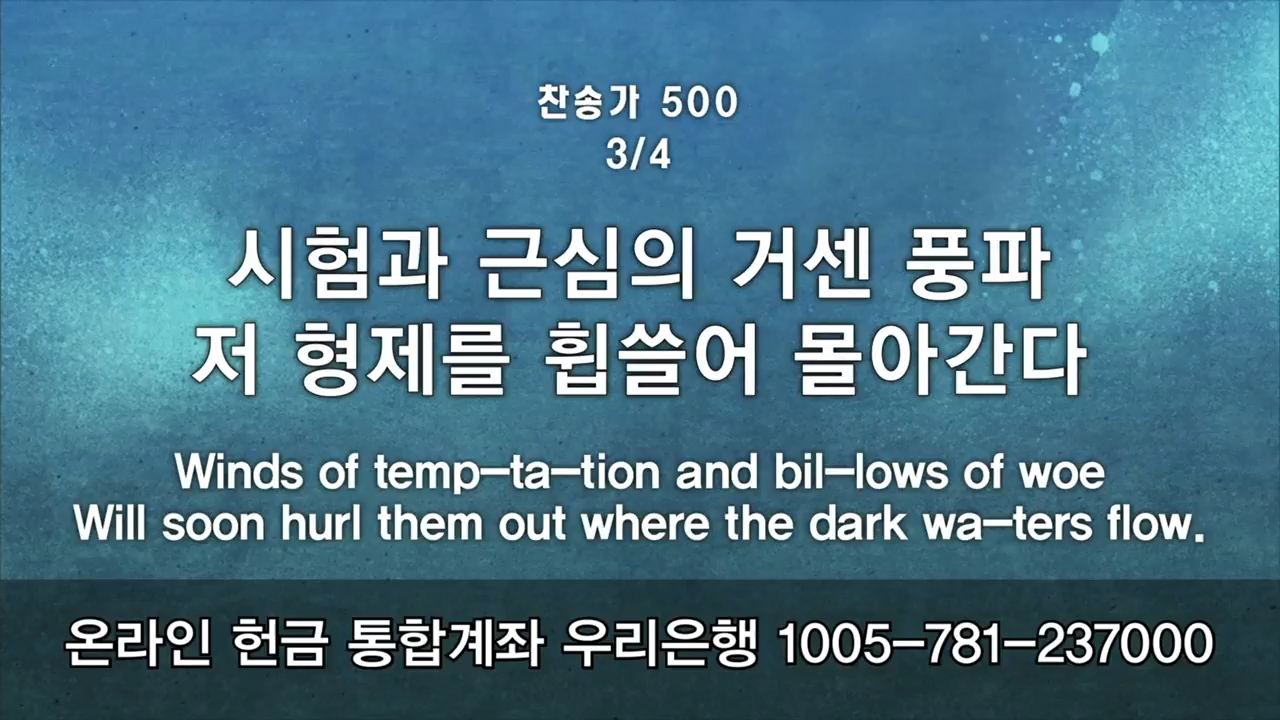 찬송가 500
3/4
시험과 근심의 거센 풍파
저 형제를 휩쓸어 몰아간다
Winds of temp–ta–tion and bil–lows of woe
Will soon hurl them out where the dark wa–ters flow.
온라인 헌금 통합계좌 우리은행 1005–781–237000